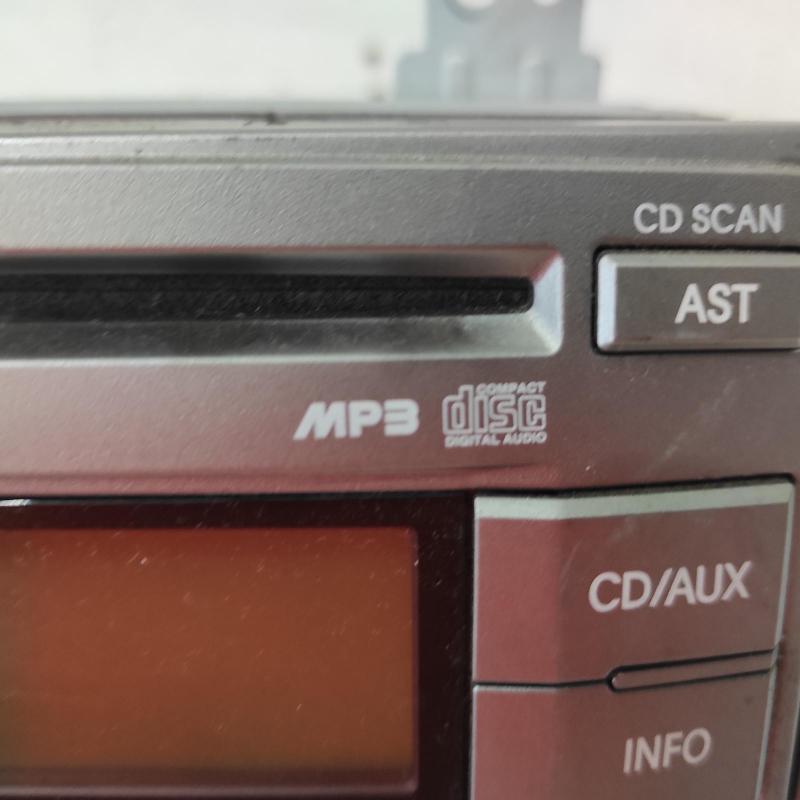 CD SCAN
AST
MP3
COMPACT
disc
DIGITAL AUDIO
CD/AUX
INFO